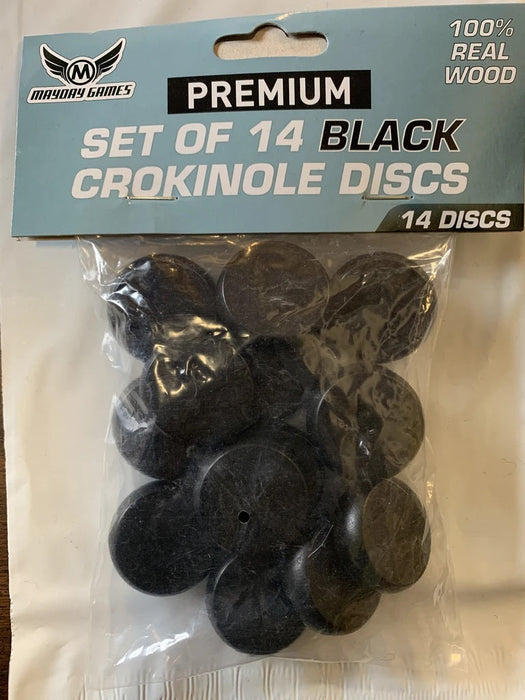 M
MAYDAY GAMES
100%
REAL
WOOD
PREMIUM
SET OF 14 BLACK
CROKINOLE DISCS
14 DISCS